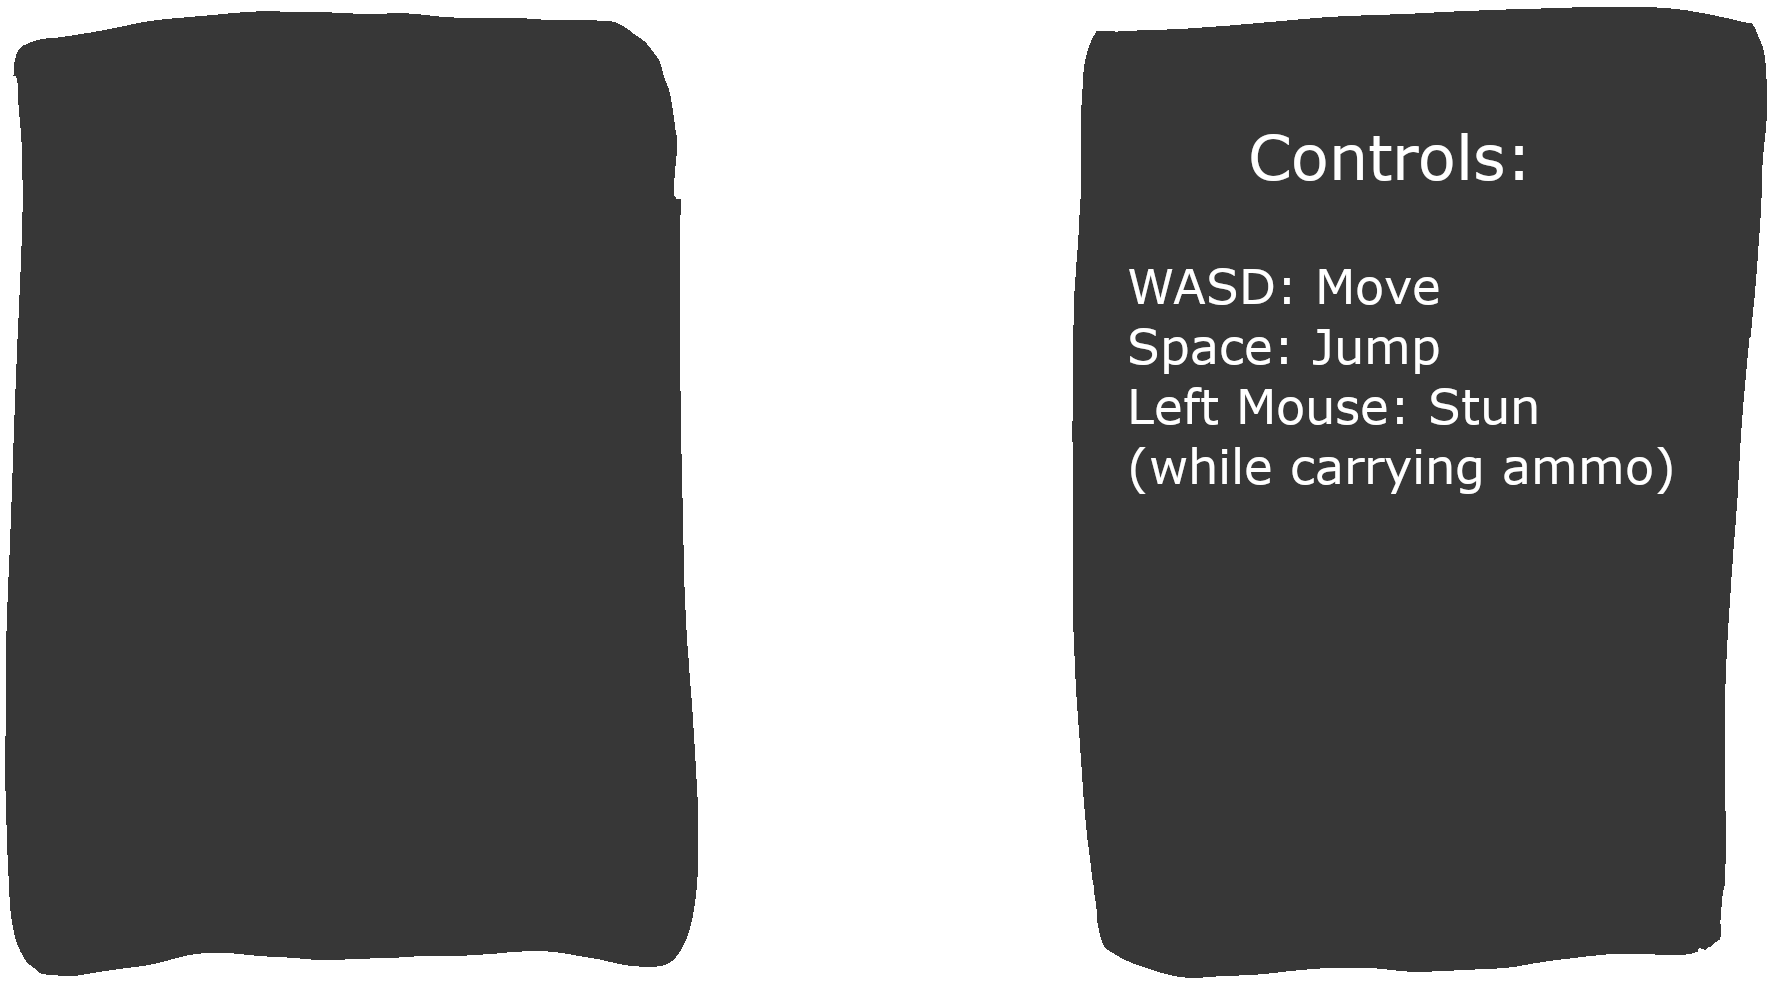 Controls:
WASD: Move
Space: Jump
Left Mouse: Stun
(while carrying ammo)